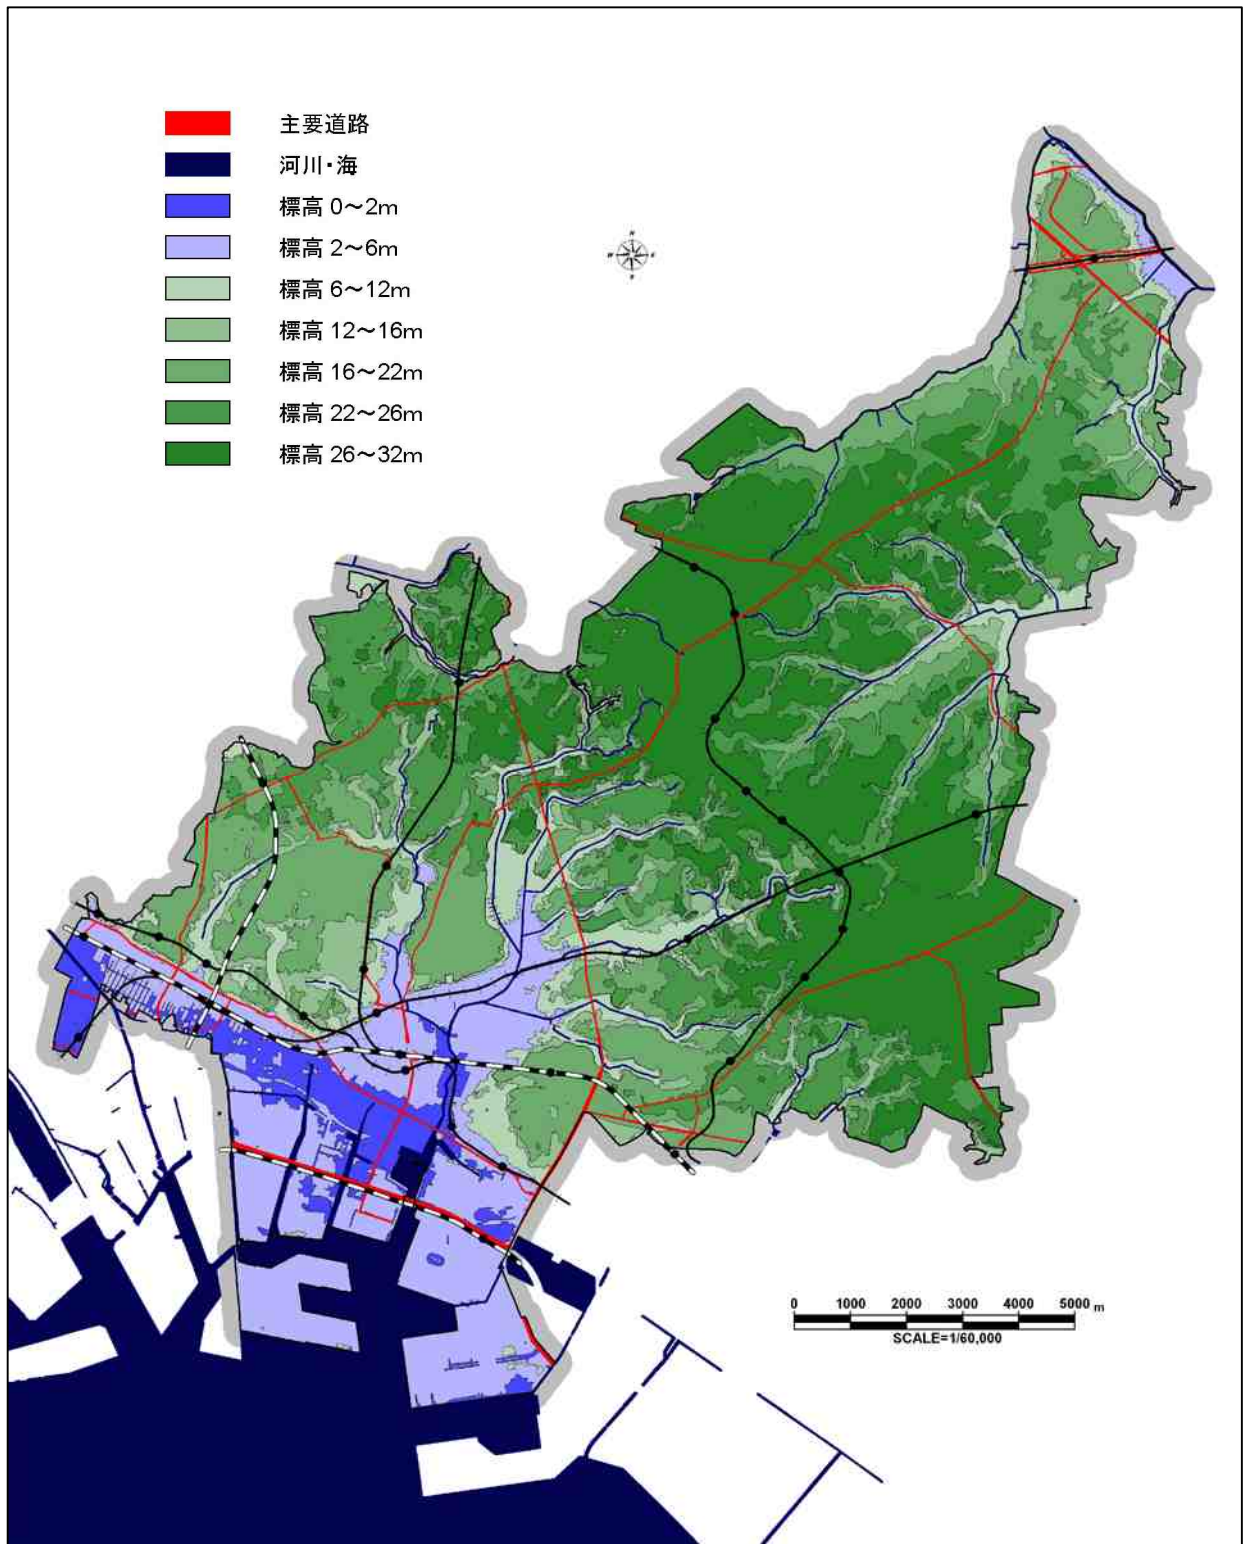 主要道路
河川・海
標高 0～2m
標高 2～6m
標高 6～12m
標高 12～16m
標高 16～22m
標高 22～26m
標高 26～32m
N
W
E
S
0 1000 2000 3000 4000 5000 m
SCALE=1/60,000